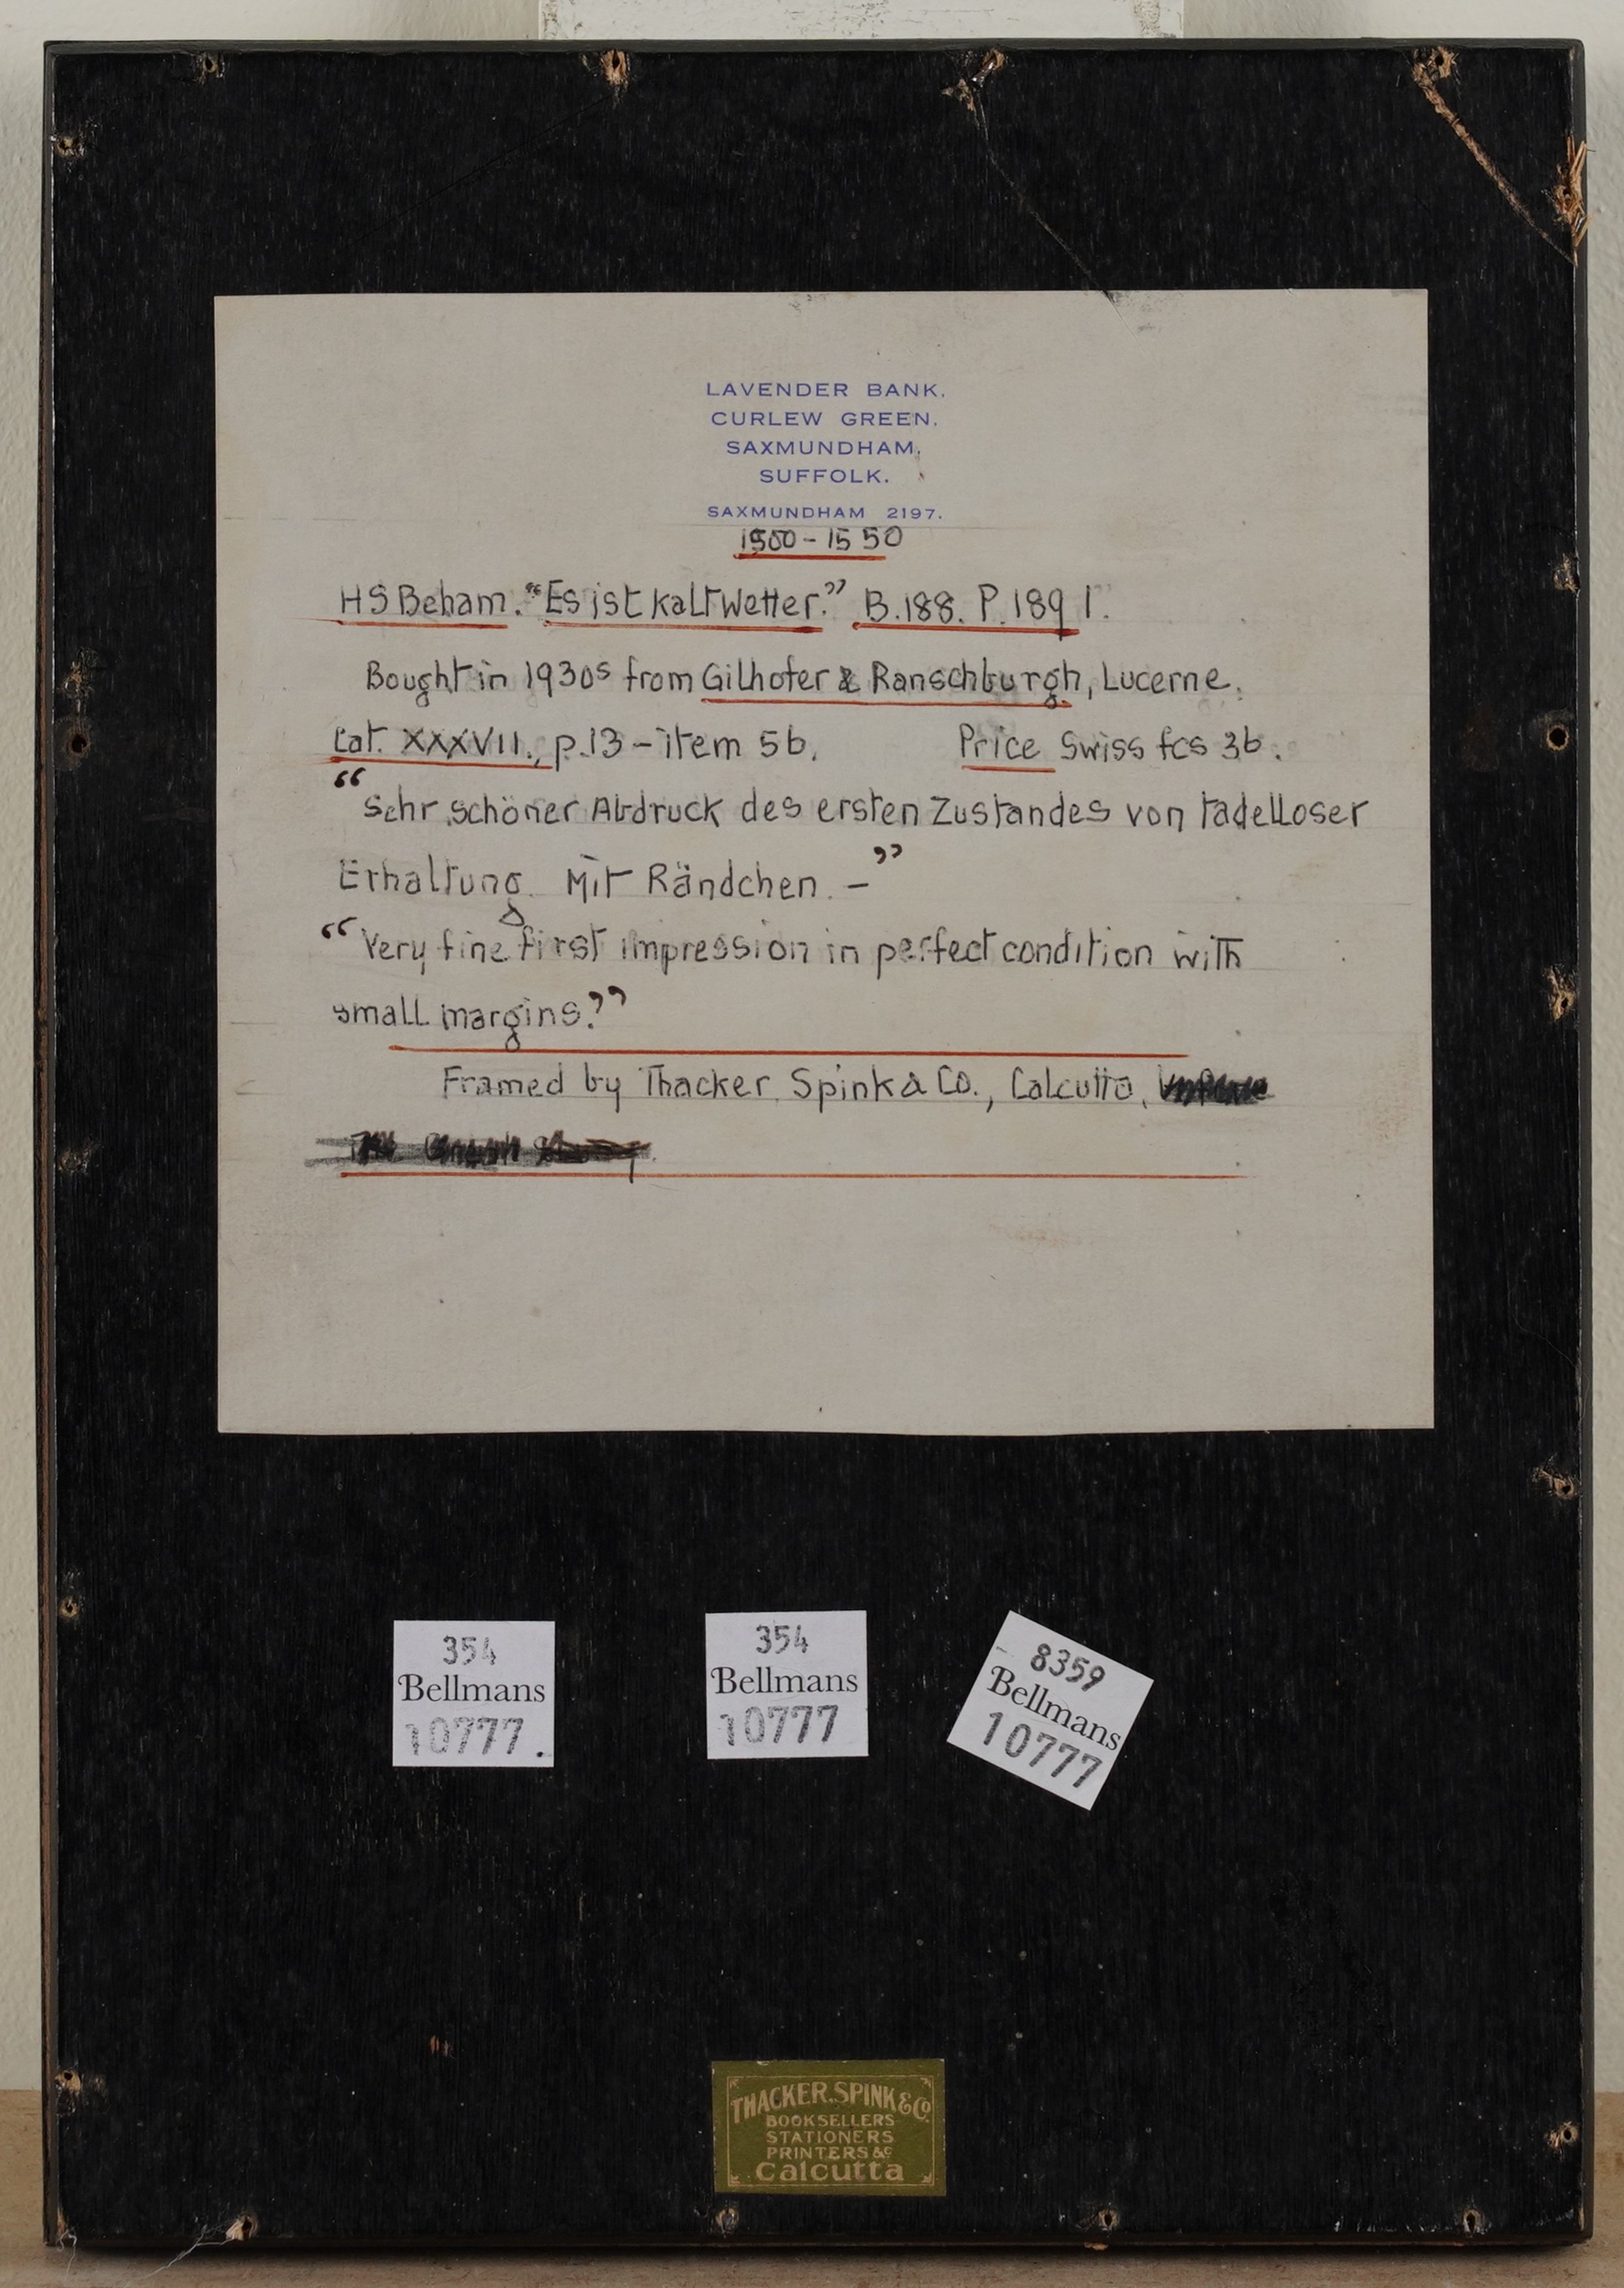 LAVENDER BANK,
CURLEW GREEN,
SAXMUNDHAM,
SUFFOLK.
SAXMUNDHAM 2197.
1500-1550
HS Beham. "Es ist kalt Wetter." B.188. P.189 I.
Bought in 1930s from Gilhofer & Ranschburgh, Lucerne.
Cat. XXXVII., p.13 - item 56. Price Swiss fcs 36.
"Sehr schöner Abdruck des ersten Zustandes von tadelloser
Erhaltung. Mit Rändchen. -"
"Very fine first impression in perfect condition with
small margins."
Framed by Thacker Spink & Co., Calcutta,
354
Bellmans
10777
354
Bellmans
10777
8359
Bellmans
10777
THACKER, SPINK & Co.
BOOKSELLERS
STATIONERS
PRINTERS &c
Calcutta